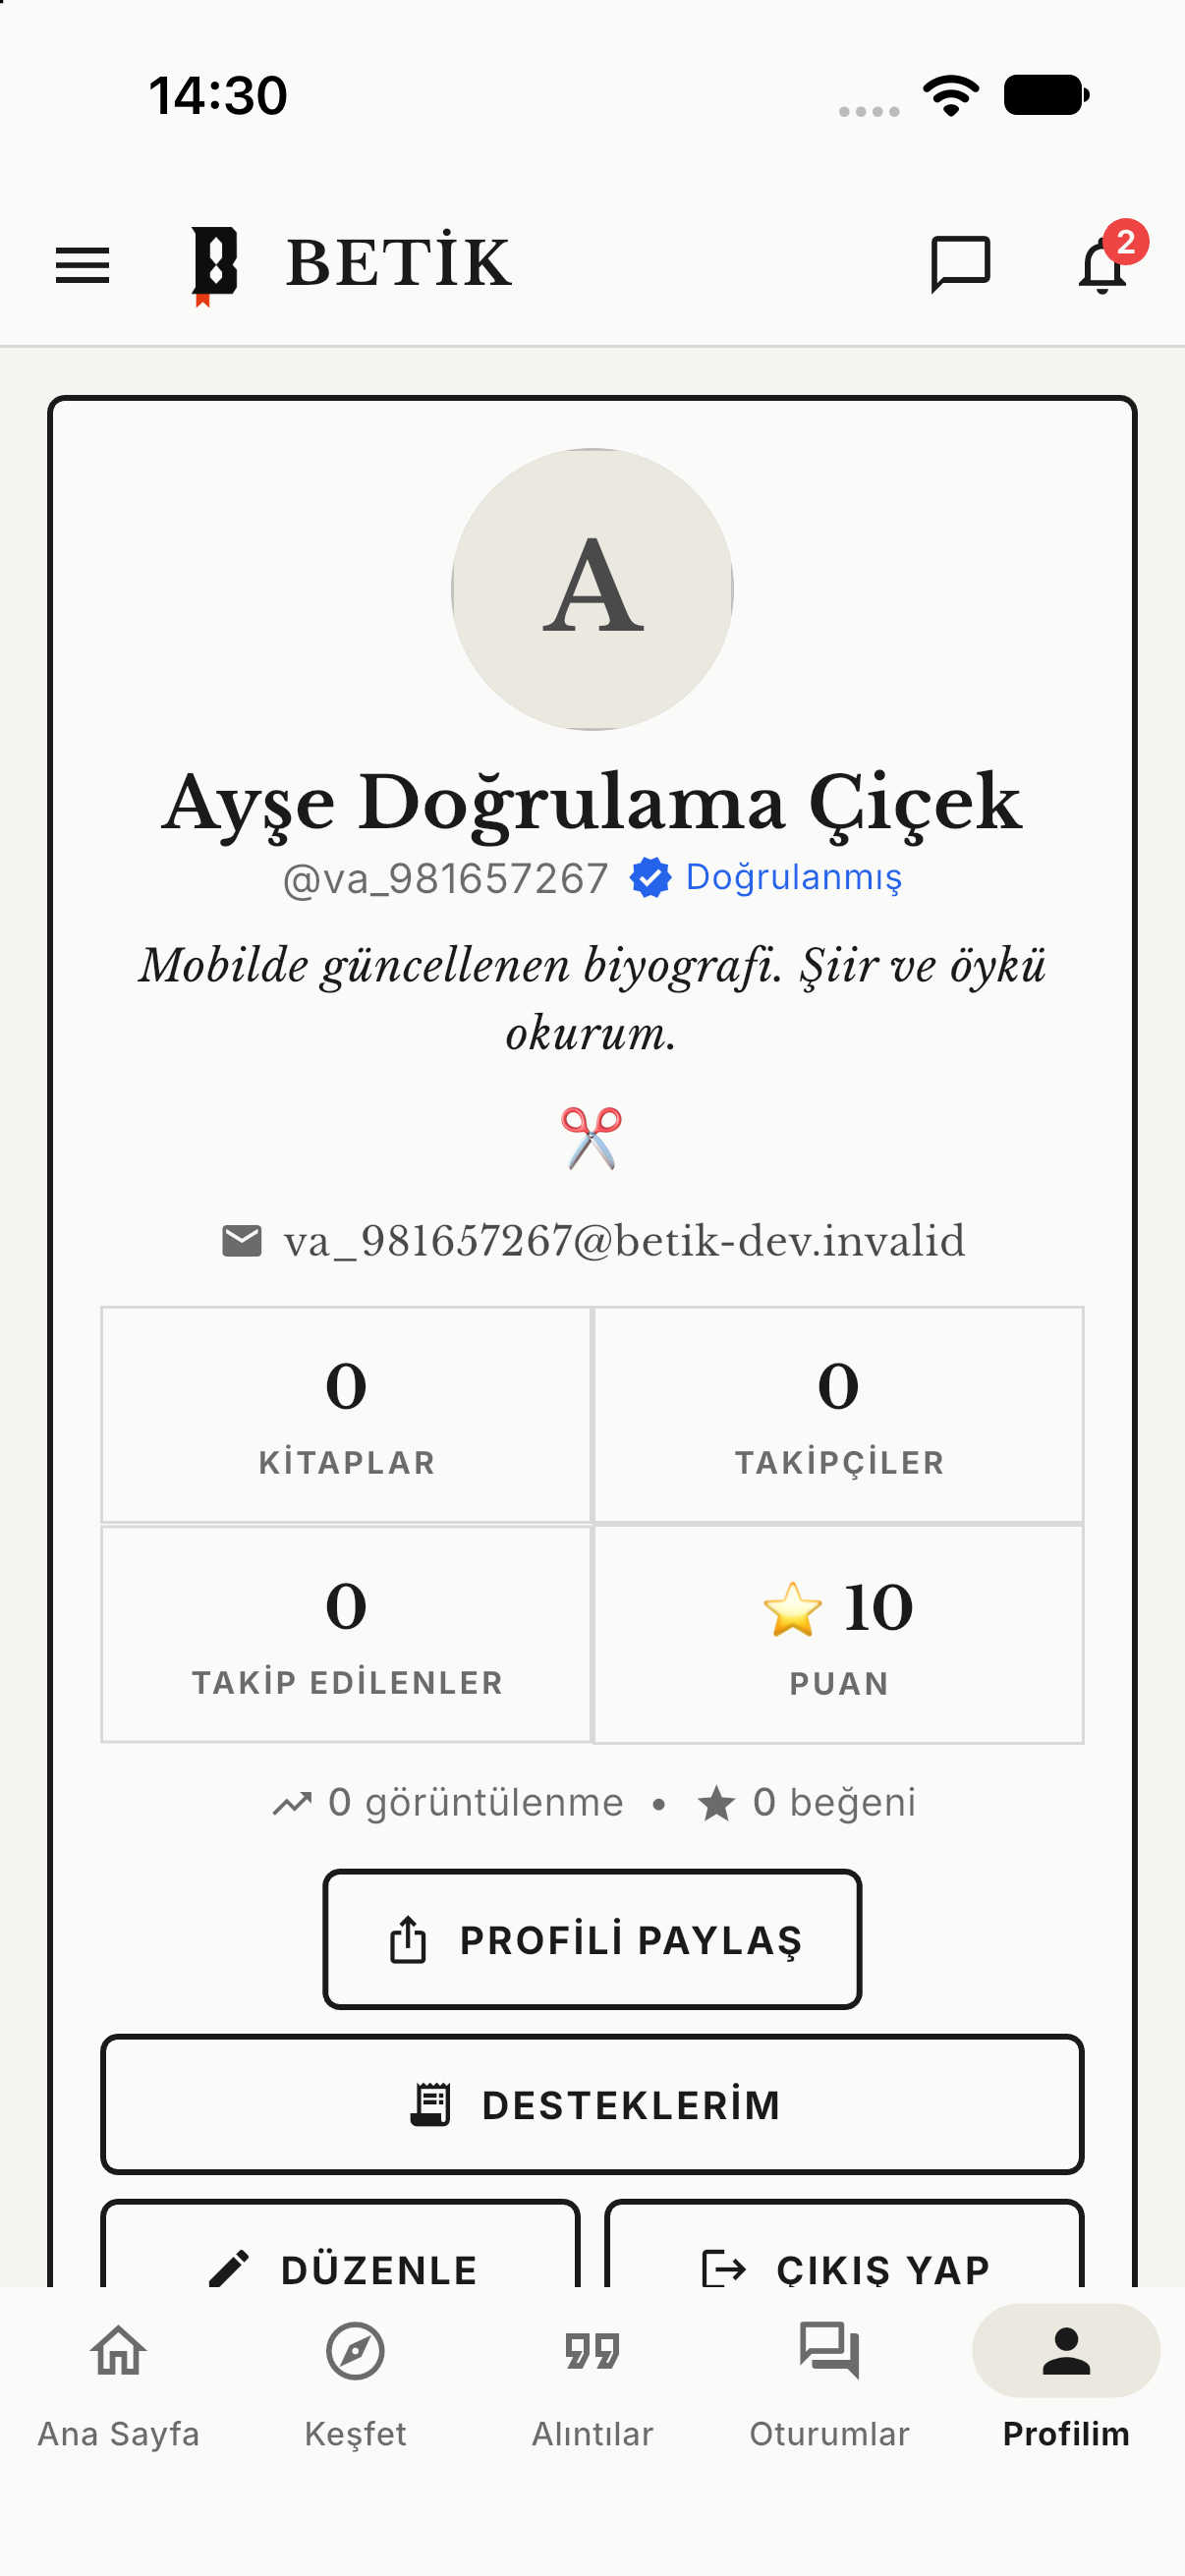 14:30
BETİK
2
A
Ayşe Doğrulama Çiçek
@va_981657267 Doğrulanmış
Mobilde güncellenen biyografi. Şiir ve öykü
okurum.
va_981657267@betik-dev.invalid
0
KİTAPLAR
0
TAKİPÇİLER
0
TAKİP EDİLENLER
10
PUAN
0 görüntülenme • 0 beğeni
PROFİLİ PAYLAŞ
DESTEKLERİM
DÜZENLE
ÇIKIŞ YAP
Ana Sayfa
Keşfet
Alıntılar
Oturumlar
Profilim